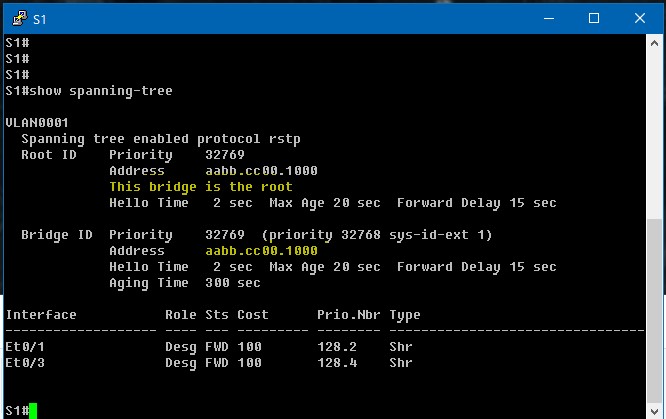 S1
S1#
S1#
S1#
S1#show spanning-tree
VLAN0001
  Spanning tree enabled protocol rstp
  Root ID    Priority    32769
             Address     aabb.cc00.1000
             This bridge is the root
             Hello Time   2 sec  Max Age 20 sec  Forward Delay 15 sec
  Bridge ID  Priority    32769  (priority 32768 sys-id-ext 1)
             Address     aabb.cc00.1000
             Hello Time   2 sec  Max Age 20 sec  Forward Delay 15 sec
             Aging Time  300 sec
Interface           Role Sts Cost      Prio.Nbr Type
------------------- ---- --- --------- -------- --------------------------------
Et0/1               Desg FWD 100       128.2    Shr
Et0/3               Desg FWD 100       128.4    Shr
S1#